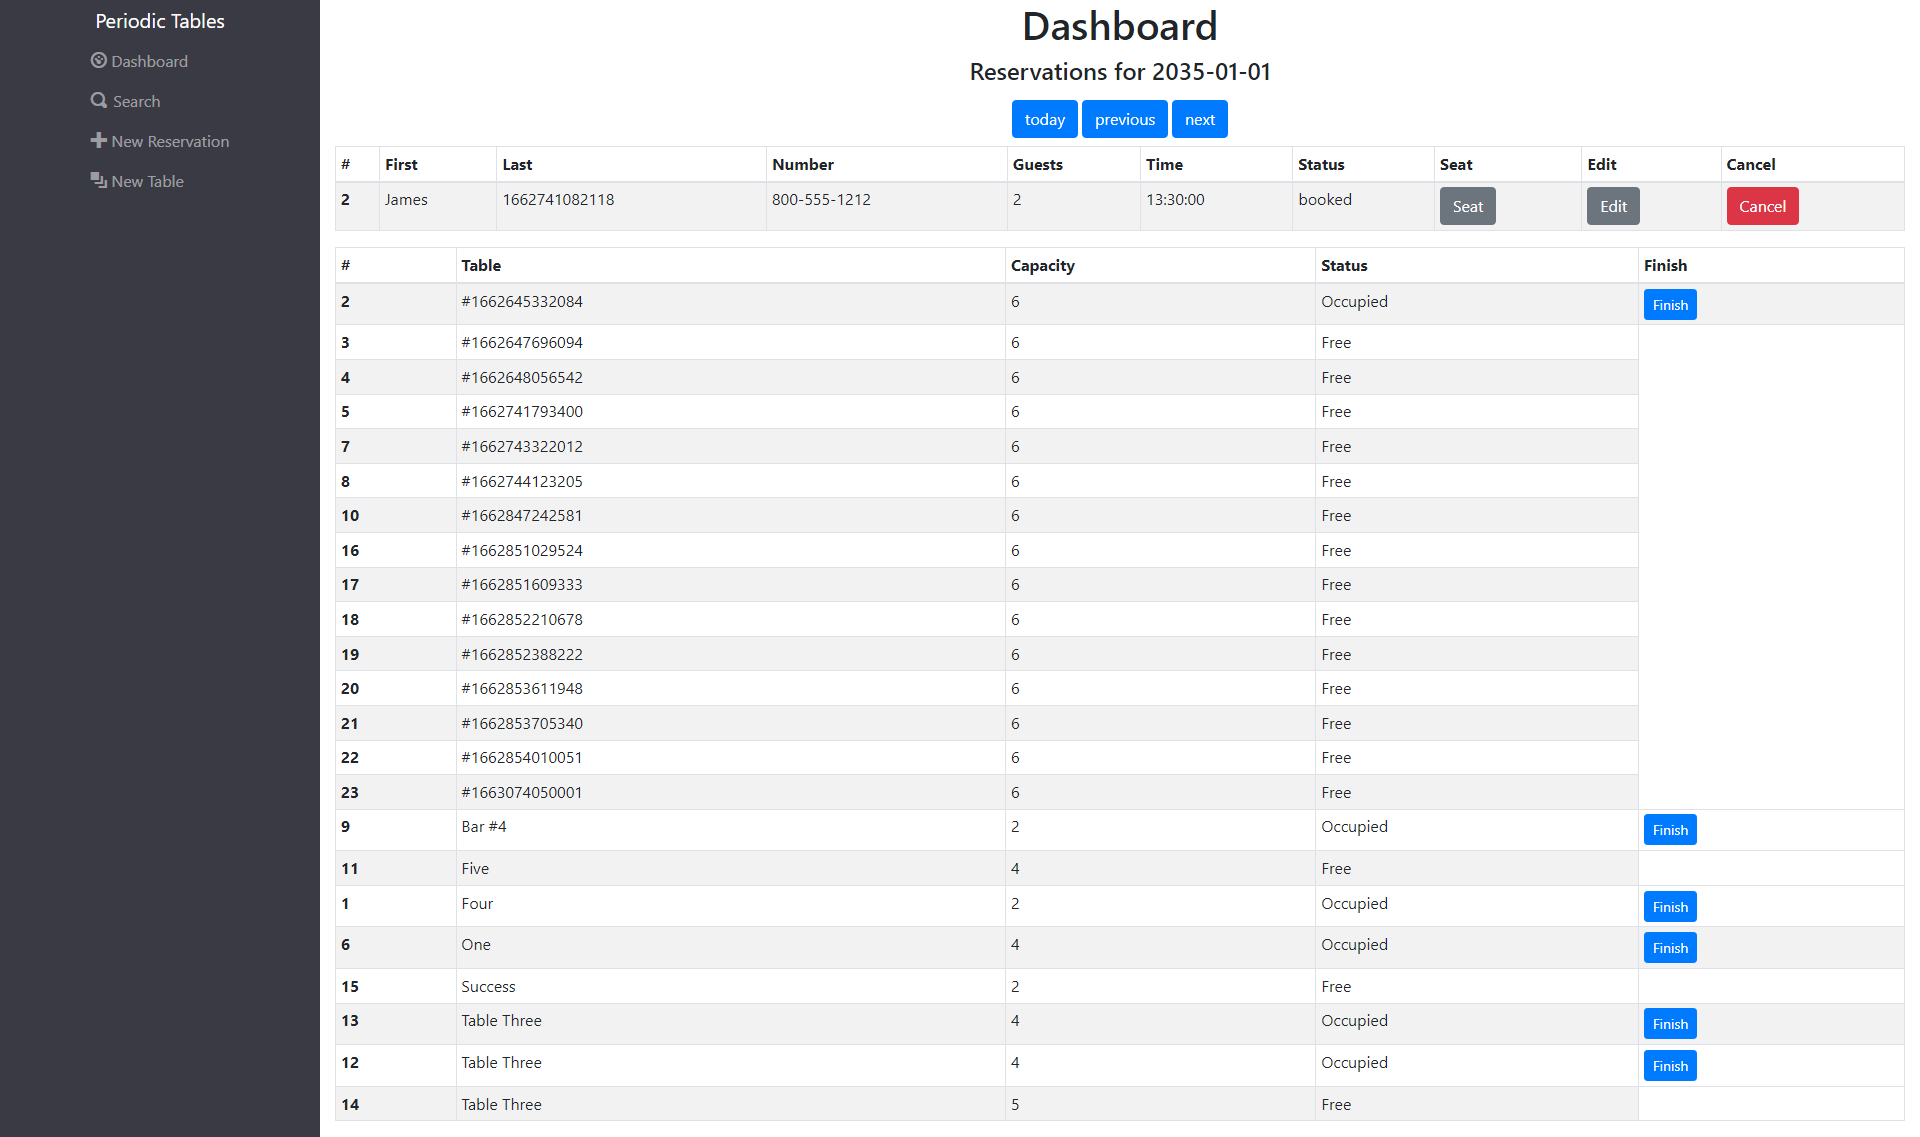 Periodic Tables
Dashboard
Search
New Reservation
New Table
Dashboard
Reservations for 2035-01-01
today previous next
# First Last Number Guests Time Status Seat Edit Cancel
2 James 1662741082118 800-555-1212 2 13:30:00 booked Seat Edit Cancel
# Table Capacity Status Finish
2 #1662645332084 6 Occupied Finish
3 #1662647696094 6 Free
4 #1662648056542 6 Free
5 #1662741793400 6 Free
7 #1662743322012 6 Free
8 #1662744123205 6 Free
10 #1662847242581 6 Free
16 #1662851029524 6 Free
17 #1662851609333 6 Free
18 #1662852210678 6 Free
19 #1662852388222 6 Free
20 #1662853611948 6 Free
21 #1662853705340 6 Free
22 #1662854010051 6 Free
23 #1663074050001 6 Free
9 Bar #4 2 Occupied Finish
11 Five 4 Free
1 Four 2 Occupied Finish
6 One 4 Occupied Finish
15 Success 2 Free
13 Table Three 4 Occupied Finish
12 Table Three 4 Occupied Finish
14 Table Three 5 Free